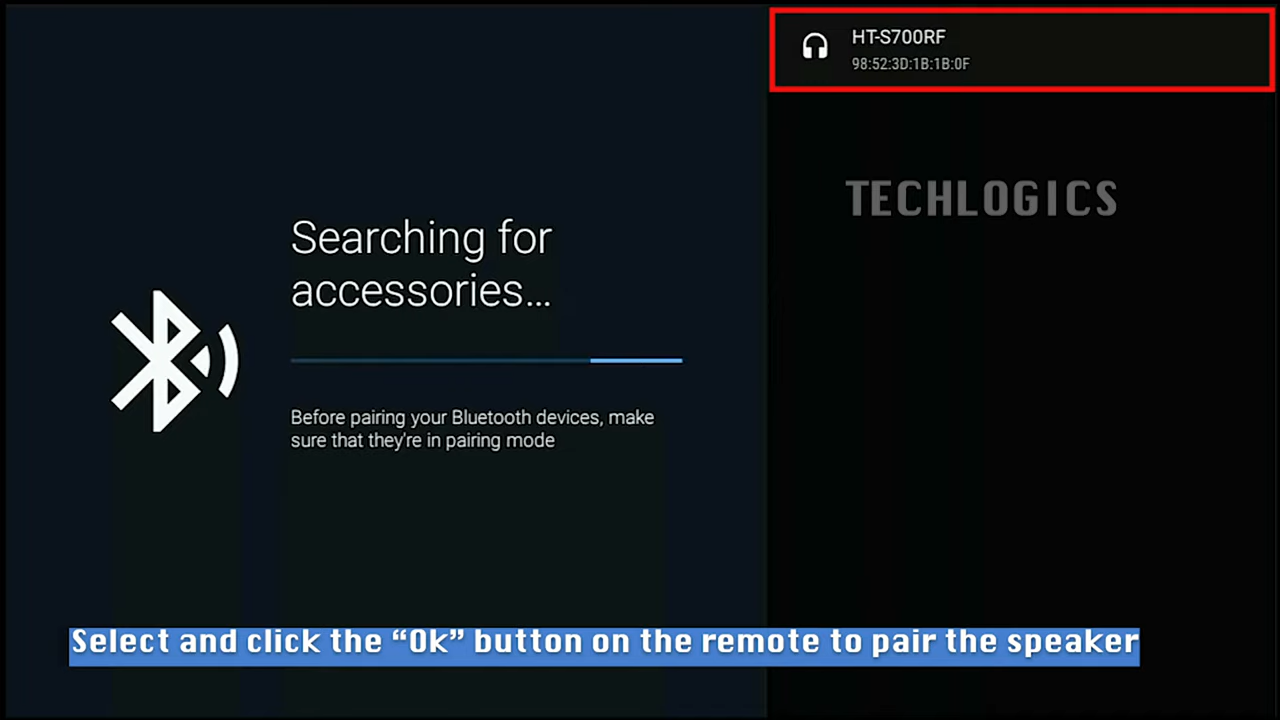 HT-S700RF
98:52:3D:1B:1B:0F
TECHLOGICS
Searching for
accessories...
Before pairing your Bluetooth devices, make
sure that they're in pairing mode
Select and click the “Ok” button on the remote to pair the speaker